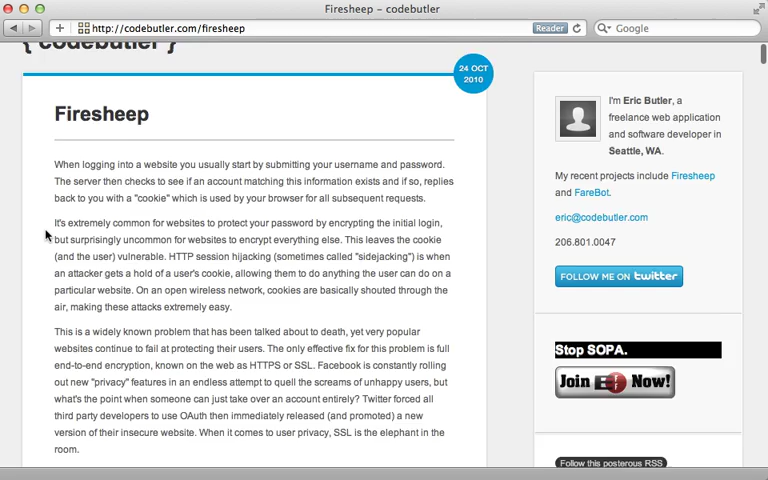 Firesheep – codebutler
http://codebutler.com/firesheep
Reader
Google
{ codebutler }
24 OCT
2010
Firesheep
When logging into a website you usually start by submitting your username and password.
The server then checks to see if an account matching this information exists and if so, replies
back to you with a "cookie" which is used by your browser for all subsequent requests.
It's extremely common for websites to protect your password by encrypting the initial login,
but surprisingly uncommon for websites to encrypt everything else. This leaves the cookie
(and the user) vulnerable. HTTP session hijacking (sometimes called "sidejacking") is when
an attacker gets a hold of a user's cookie, allowing them to do anything the user can do on a
particular website. On an open wireless network, cookies are basically shouted through the
air, making these attacks extremely easy.
This is a widely known problem that has been talked about to death, yet very popular
websites continue to fail at protecting their users. The only effective fix for this problem is full
end-to-end encryption, known on the web as HTTPS or SSL. Facebook is constantly rolling
out new "privacy" features in an endless attempt to quell the screams of unhappy users, but
what's the point when someone can just take over an account entirely? Twitter forced all
third party developers to use OAuth then immediately released (and promoted) a new
version of their insecure website. When it comes to user privacy, SSL is the elephant in the
room.
I'm Eric Butler, a
freelance web application
and software developer in
Seattle, WA.
My recent projects include Firesheep
and FareBot.
eric@codebutler.com
206.801.0047
FOLLOW ME ON twitter
Stop SOPA.
Join EFF Now!
Follow this posterous RSS